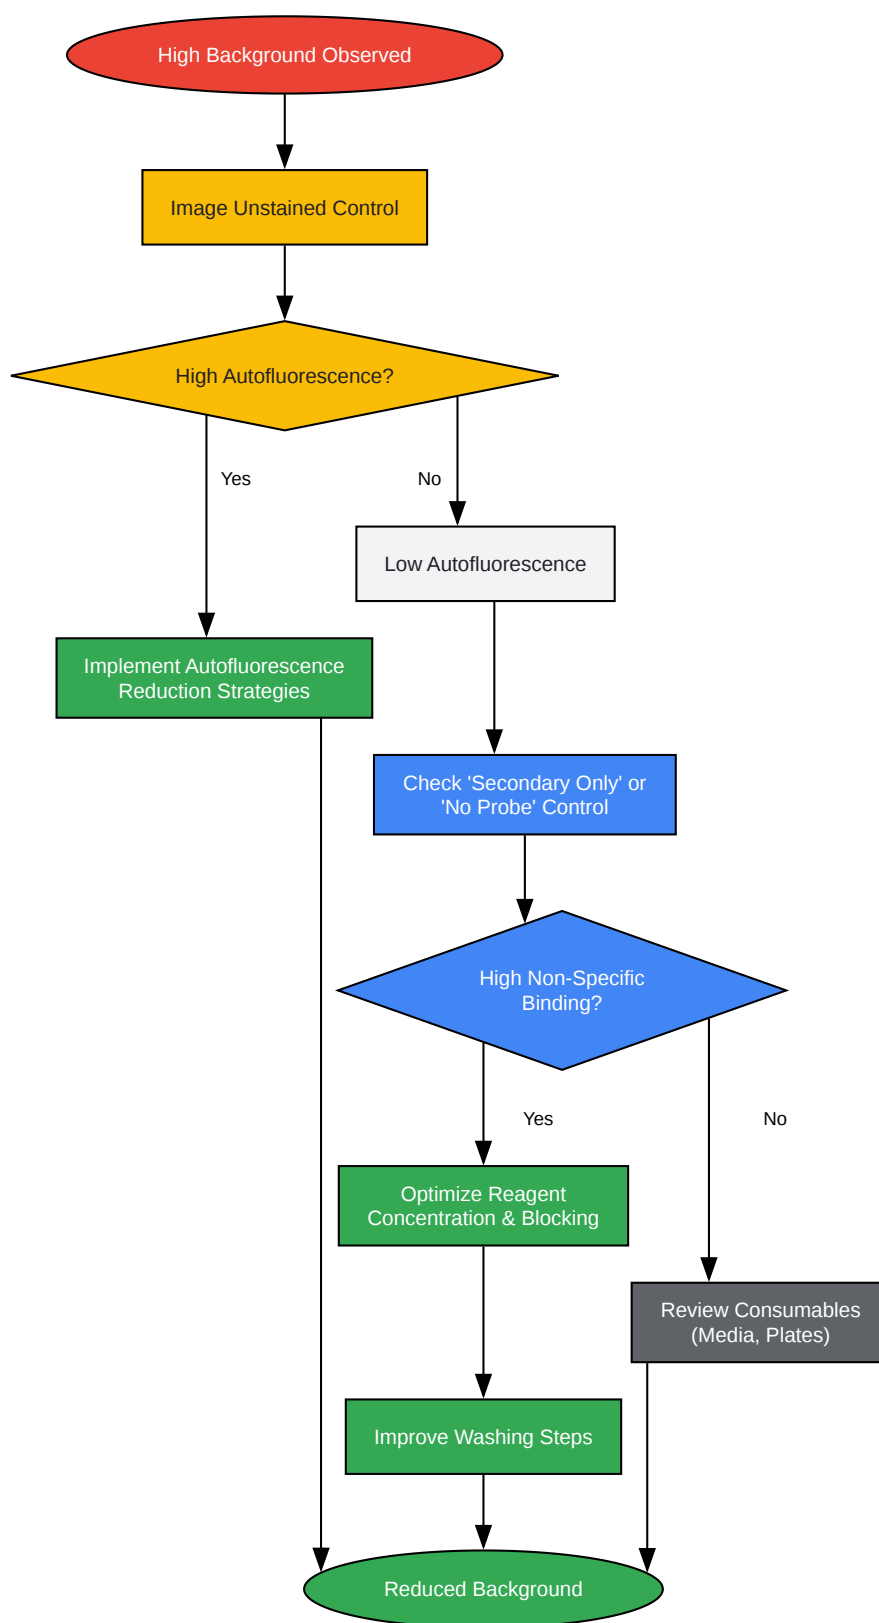 High Background Observed
Image Unstained Control
High Autofluorescence?
Yes
No
Low Autofluorescence
Implement Autofluorescence
Reduction Strategies
Check 'Secondary Only' or
'No Probe' Control
High Non-Specific
Binding?
Yes
No
Optimize Reagent
Concentration & Blocking
Review Consumables
(Media, Plates)
Improve Washing Steps
Reduced Background